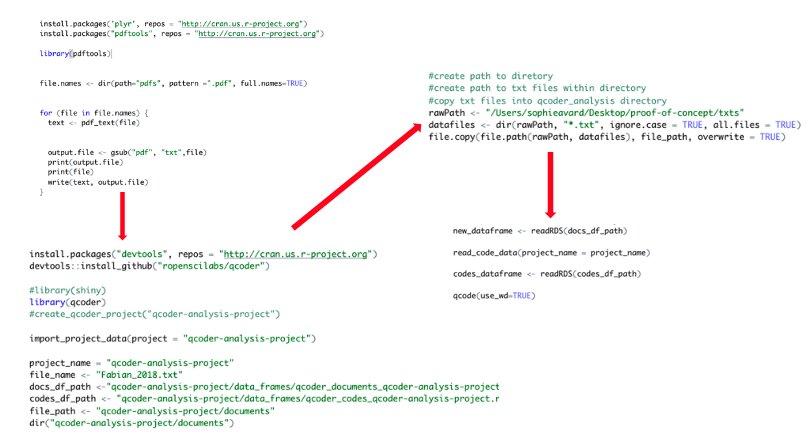 install.packages('plyr', repos = "http://cran.us.r-project.org")
install.packages("pdftools", repos = "http://cran.us.r-project.org")
library(pdftools)
file.names <- dir(path="pdfs", pattern =".pdf", full.names=TRUE)
for (file in file.names) {
text <- pdf_text(file)
output.file <- gsub("pdf", "txt",file)
print(output.file)
print(file)
write(text, output.file)
}
install.packages("devtools", repos = "http://cran.us.r-project.org")
devtools::install_github("ropenscilabs/qcoder")
#library(shiny)
library(qcoder)
#create_qcoder_project("qcoder-analysis-project")
import_project_data(project = "qcoder-analysis-project")
project_name = "qcoder-analysis-project"
file_name <- "Fabian_2018.txt"
docs_df_path <-"qcoder-analysis-project/data_frames/qcoder_documents_qcoder-analysis-project
codes_df_path <- "qcoder-analysis-project/data_frames/qcoder_codes_qcoder-analysis-project.r
file_path <- "qcoder-analysis-project/documents"
dir("qcoder-analysis-project/documents")
#create path to diretory
#create path to txt files within directory
#copy txt files into qcoder_analysis directory
rawPath <- "/Users/sophieavard/Desktop/proof-of-concept/txts"
datafiles <- dir(rawPath, "*.txt", ignore.case = TRUE, all.files = TRUE)
file.copy(file.path(rawPath, datafiles), file_path, overwrite = TRUE)
new_dataframe <- readRDS(docs_df_path)
read_code_data(project_name = project_name)
codes_dataframe <- readRDS(codes_df_path)
qcode(use_wd=TRUE)